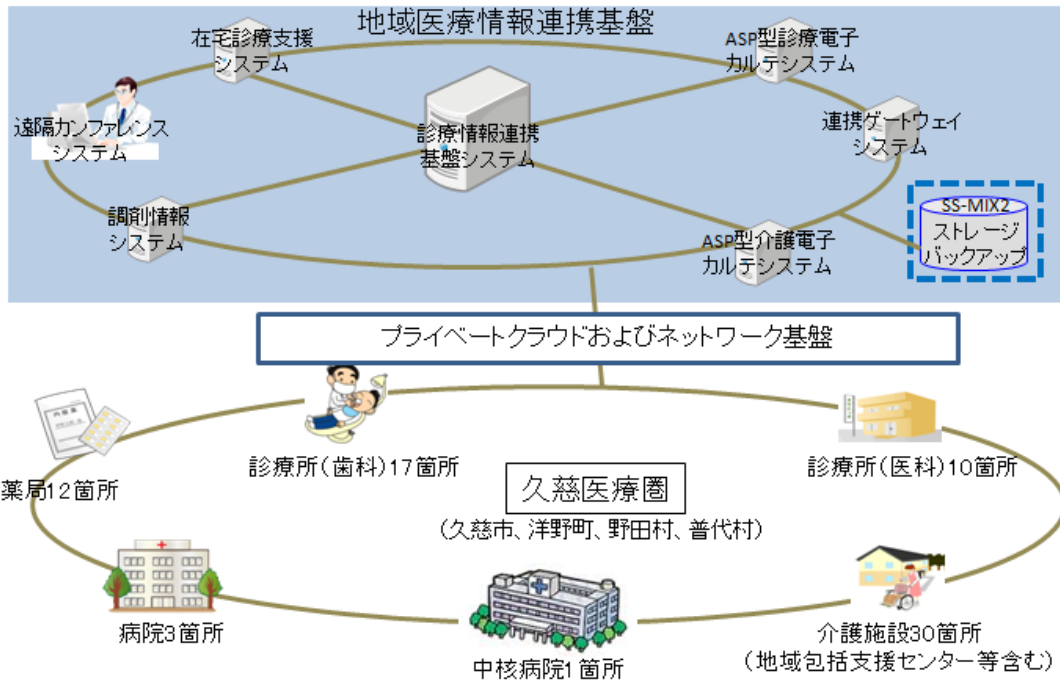 地域医療情報連携基盤
在宅診療支援
システム
ASP型診療電子
カルテシステム
遠隔カンファレンス
システム
診療情報連携
基盤システム
連携ゲートウェイ
システム
調剤情報
システム
ASP型介護電子
カルテシステム
SS-MIX2
ストレージ
バックアップ
プライベートクラウドおよびネットワーク基盤
薬局12箇所
診療所(歯科)17箇所
診療所(医科)10箇所
久慈医療圏
(久慈市、洋野町、野田村、普代村)
病院3箇所
中核病院1箇所
介護施設30箇所
(地域包括支援センター等含む)